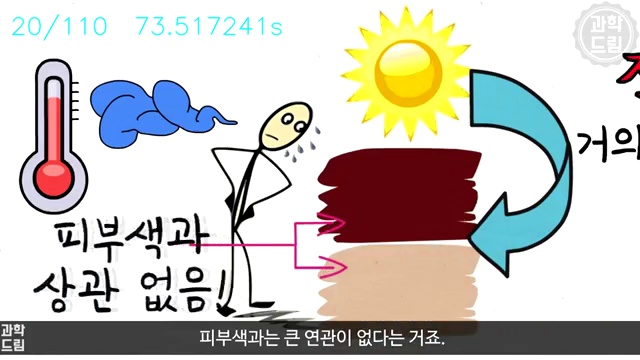 20/110 73.517241s
과학
드림
거의
피부색과
상관 없음!
과학
드림
피부색과는 큰 연관이 없다는 거죠.